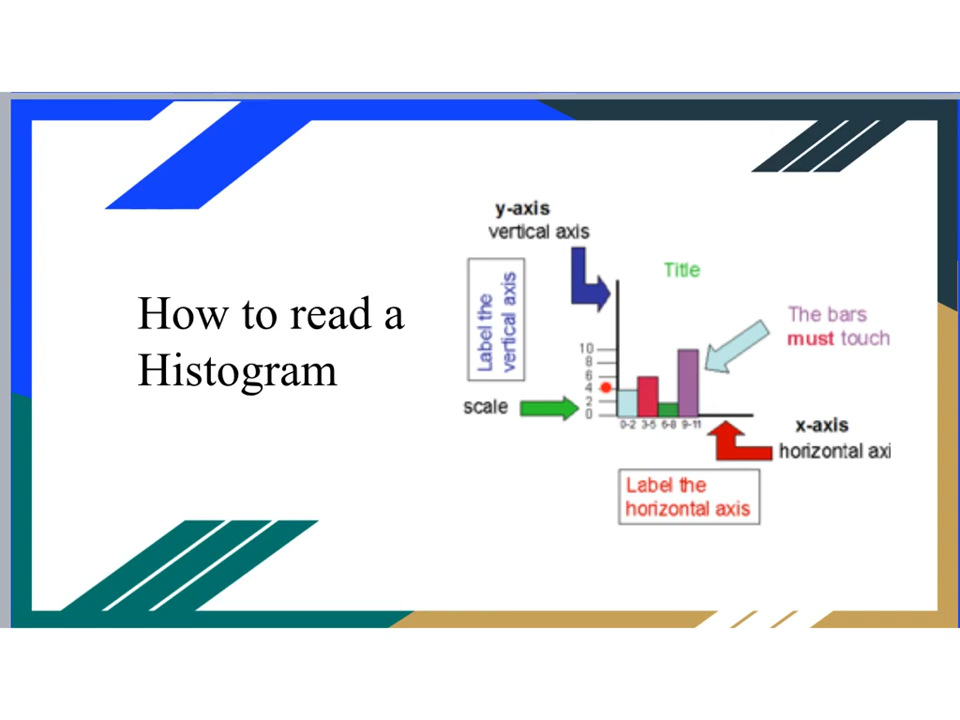 How to read a
Histogram
y-axis
vertical axis
Label the
vertical axis
Title
The bars
must touch
10
8
6
4
2
0
scale
0-2 3-5 6-8 9-11
x-axis
horizontal axi
Label the
horizontal axis